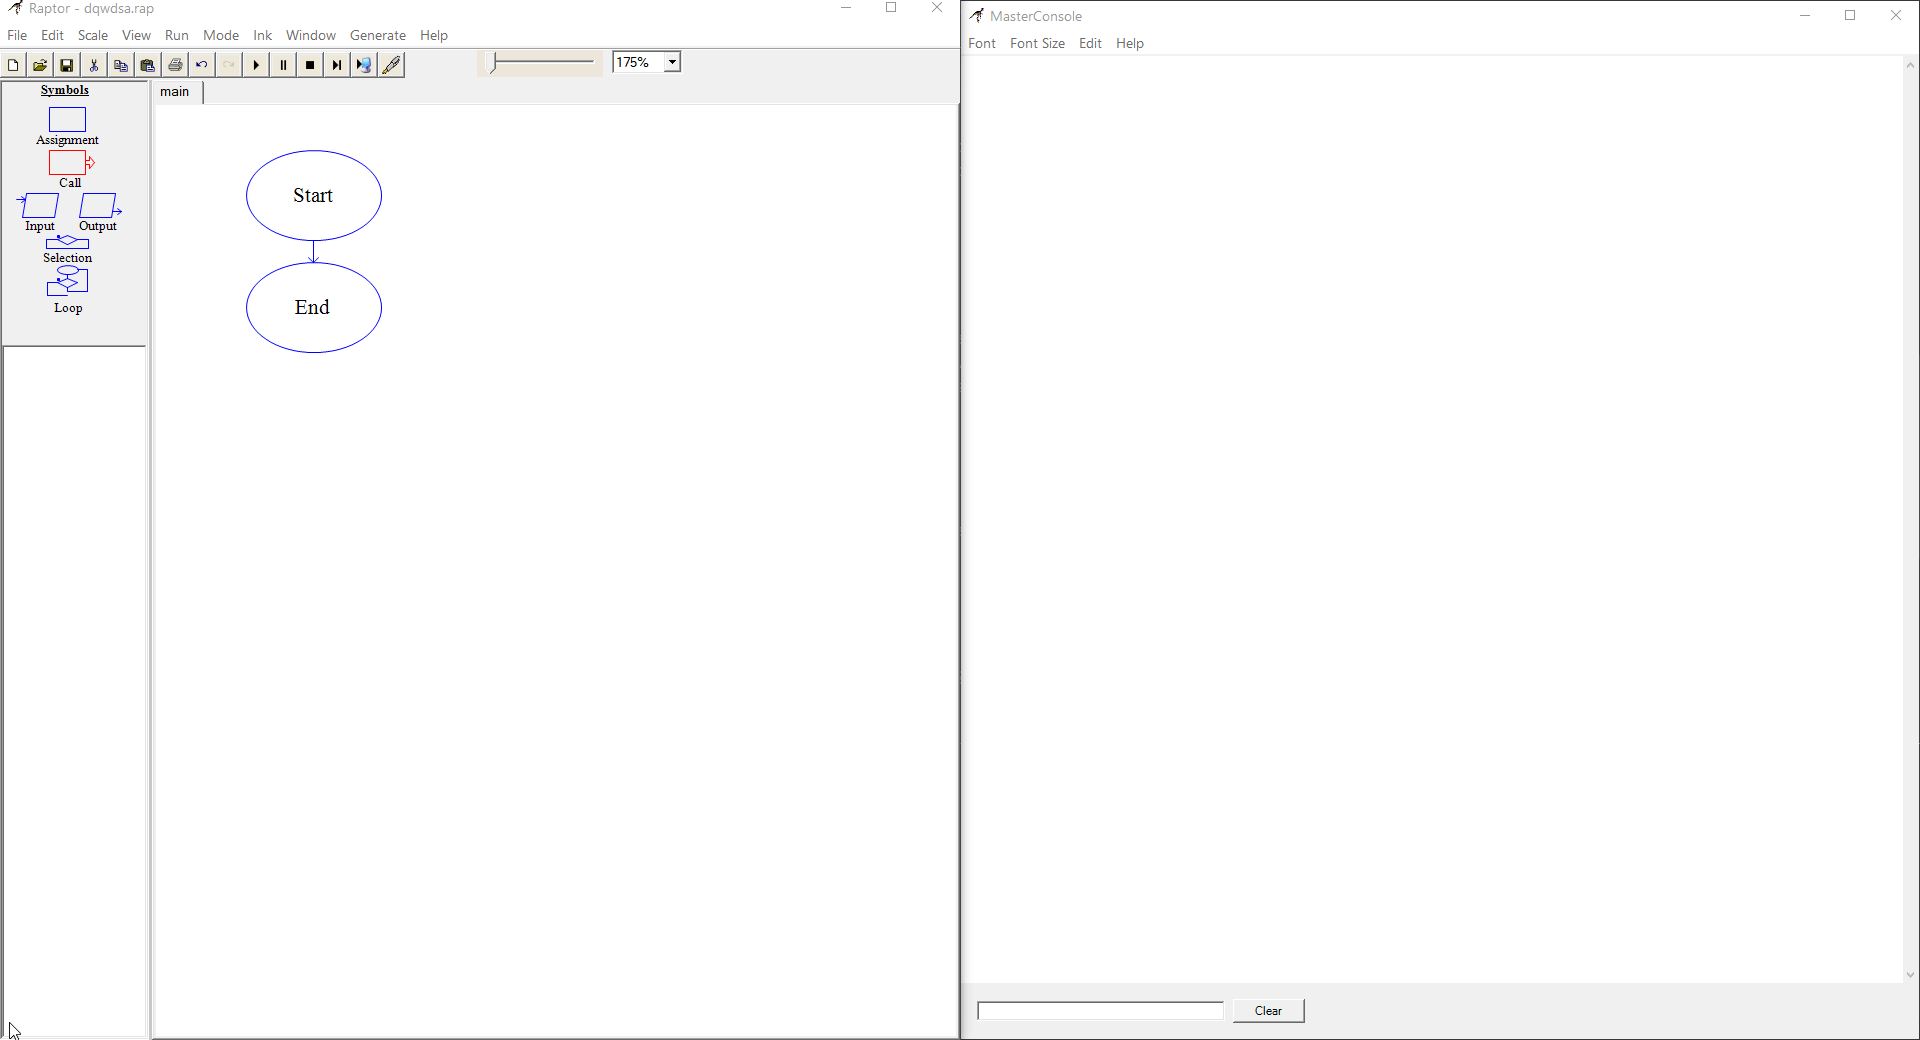 Raptor - dqwdsa.rap
File Edit Scale View Run Mode Ink Window Generate Help
175%
Symbols
Assignment
Call
Input Output
Selection
Loop
main
Start
End
MasterConsole
Font Font Size Edit Help
Clear